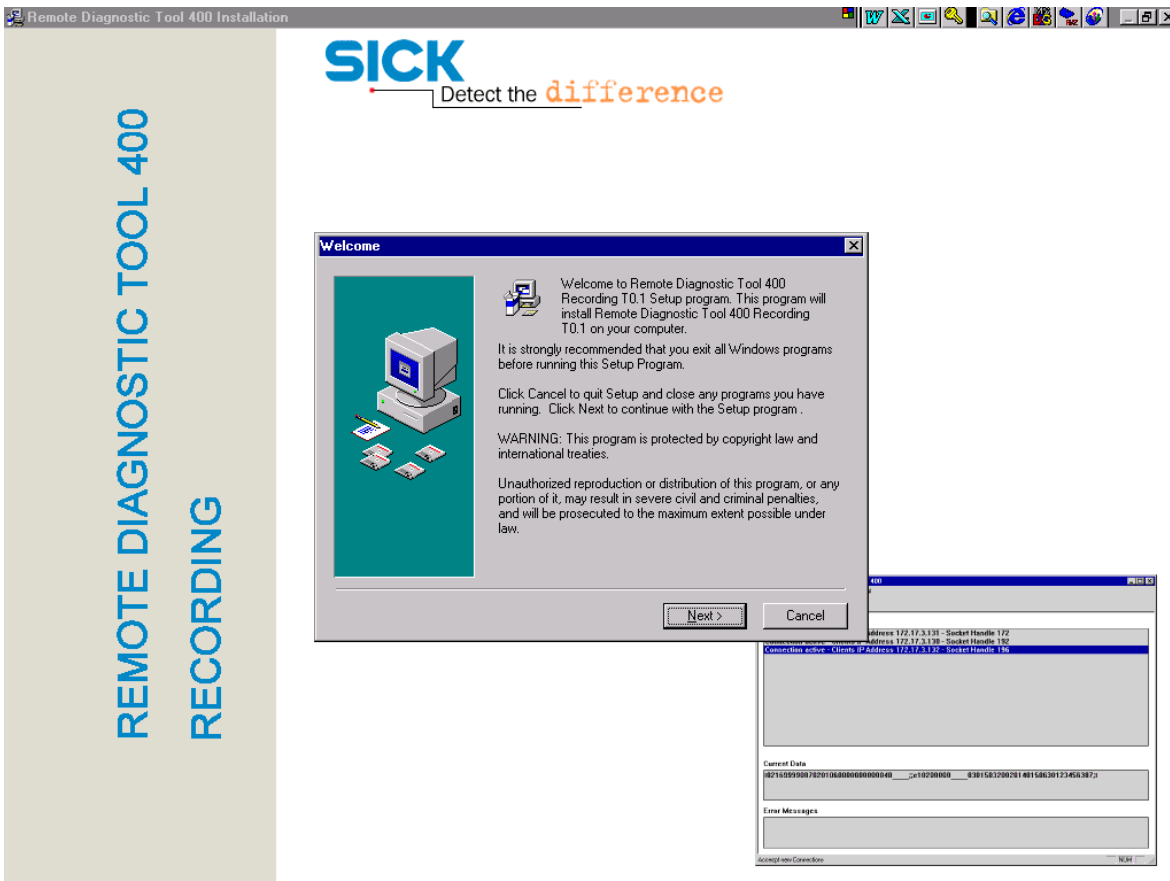 Remote Diagnostic Tool 400 Installation
SICK
Detect the difference
REMOTE DIAGNOSTIC TOOL 400
RECORDING
Welcome
Welcome to Remote Diagnostic Tool 400
Recording T0.1 Setup program. This program will
install Remote Diagnostic Tool 400 Recording
T0.1 on your computer.
It is strongly recommended that you exit all Windows programs
before running this Setup Program.
Click Cancel to quit Setup and close any programs you have
running. Click Next to continue with the Setup program .
WARNING: This program is protected by copyright law and
international treaties.
Unauthorized reproduction or distribution of this program, or any
portion of it, may result in severe civil and criminal penalties,
and will be prosecuted to the maximum extent possible under
law.
Next >
Cancel
400
Address 172.17.3.131 - Socket Handle 172
Connection active - Clients IP Address 172.17.3.130 - Socket Handle 192
Connection active - Clients IP Address 172.17.3.132 - Socket Handle 196
Current Data
Error Messages
Accept new Connections
NUM